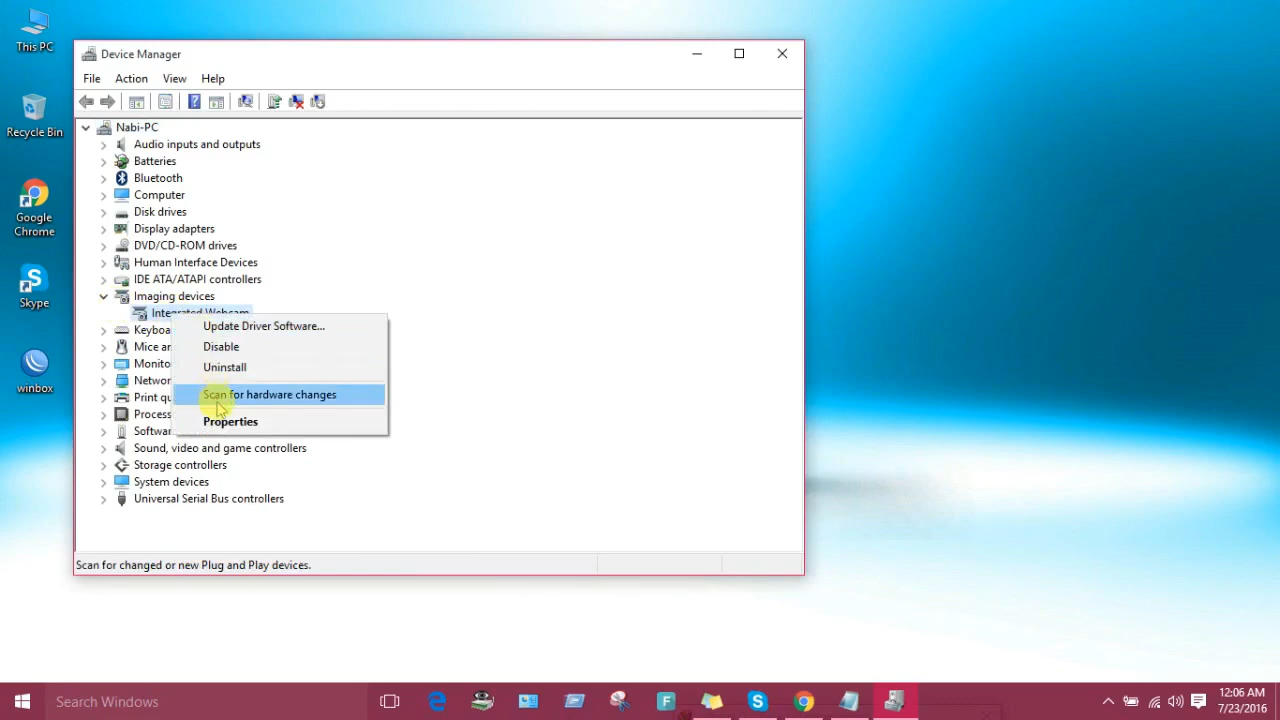 This PC
Recycle Bin
Google
Chrome
Skype
winbox
Device Manager
File Action View Help
Nabi-PC
Audio inputs and outputs
Batteries
Bluetooth
Computer
Disk drives
Display adapters
DVD/CD-ROM drives
Human Interface Devices
IDE ATA/ATAPI controllers
Imaging devices
Integrated Webcam
Keyboa
Mice ar
Monito
Networ
Print qu
Process
Softwar
Sound, video and game controllers
Storage controllers
System devices
Universal Serial Bus controllers
Update Driver Software...
Disable
Uninstall
Scan for hardware changes
Properties
Scan for changed or new Plug and Play devices.
Search Windows
12:06 AM
7/23/2016